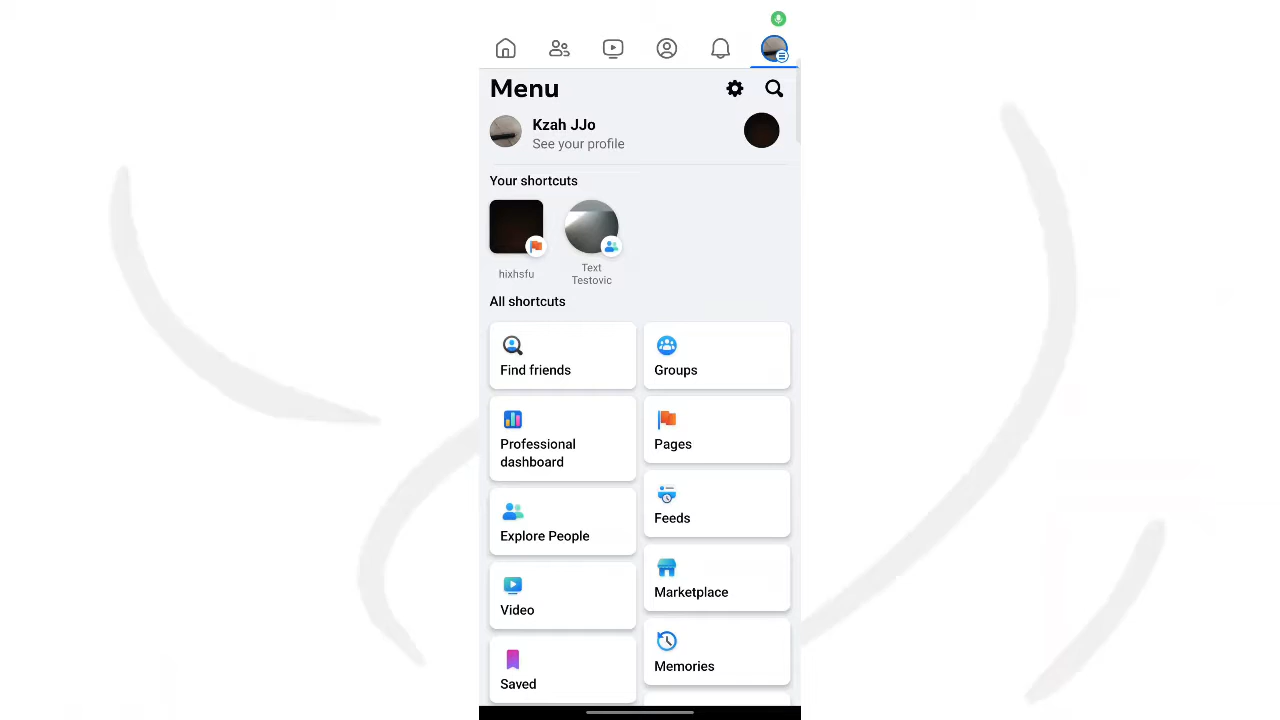 Menu
Kzah JJo
See your profile
Your shortcuts
hixhsfu
Text
Testovic
All shortcuts
Find friends
Groups
Professional
dashboard
Pages
Explore People
Feeds
Video
Marketplace
Saved
Memories